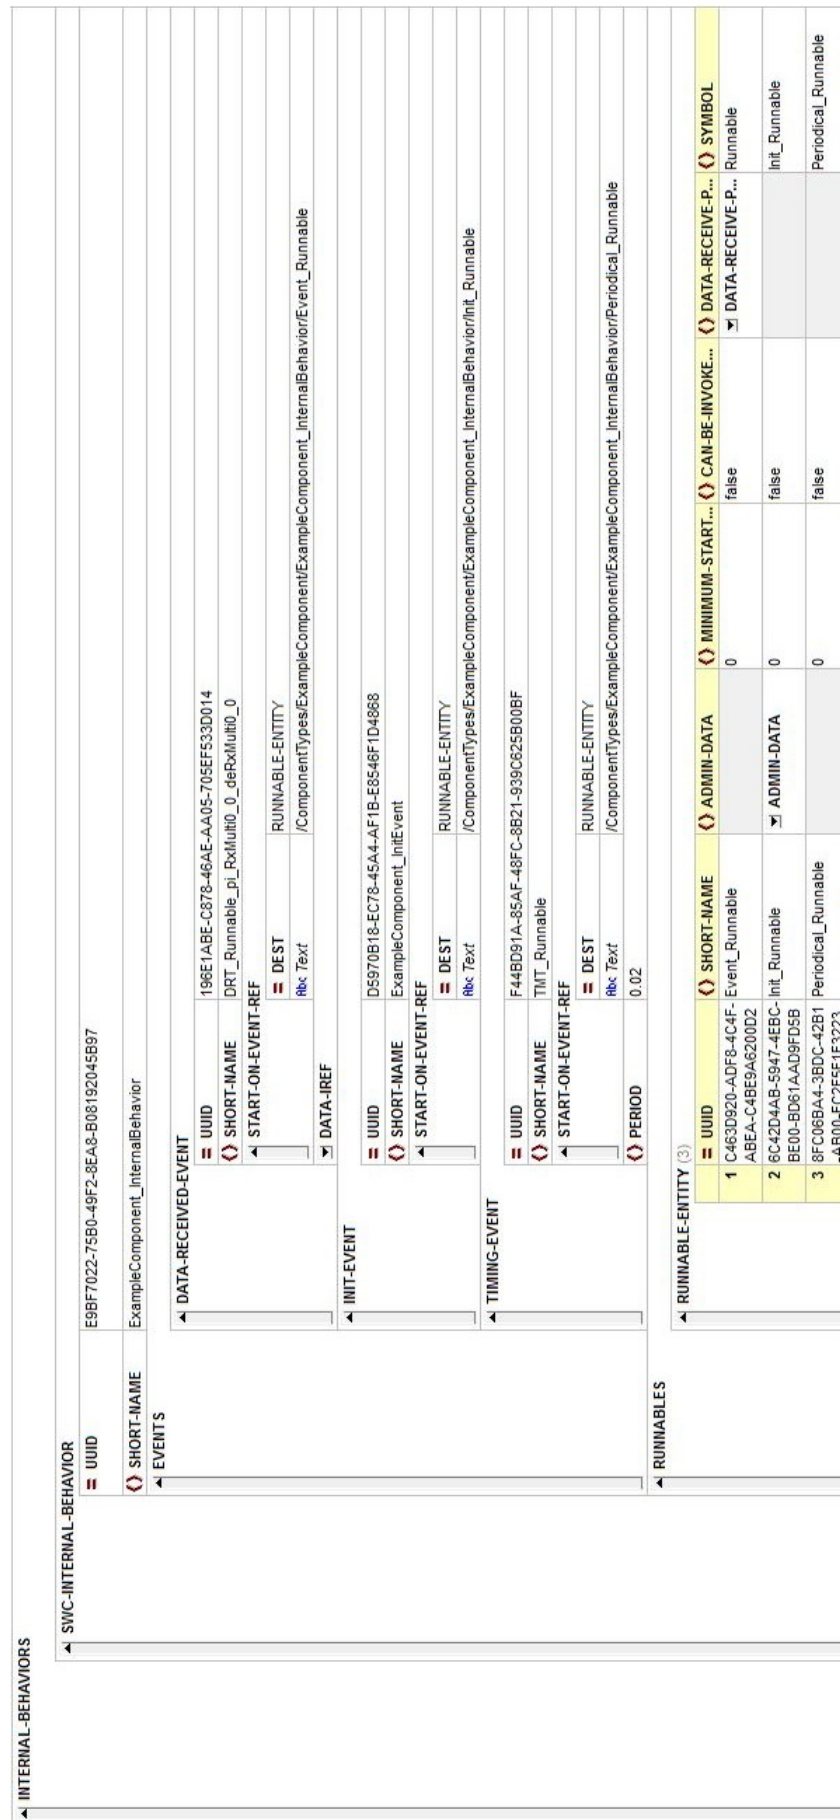 INTERNAL-BEHAVIORS
SWC-INTERNAL-BEHAVIOR
= UUID E9BF7022-75B0-49F2-8EA8-B08192045B97
SHORT-NAME ExampleComponent_InternalBehavior
EVENTS
DATA-RECEIVED-EVENT
= UUID 196E1ABE-C878-46AE-AA05-705EF533D014
SHORT-NAME DRT_Runnable_pi_RxMulti0_0_deRxMulti0_0
START-ON-EVENT-REF
= DEST RUNNABLE-ENTITY
Abc Text /ComponentTypes/ExampleComponent/ExampleComponent_InternalBehavior/Event_Runnable
DATA-IREF
INIT-EVENT
= UUID D5970B18-EC78-45A4-AF1B-E8546F1D4868
SHORT-NAME ExampleComponent_InitEvent
START-ON-EVENT-REF
= DEST RUNNABLE-ENTITY
Abc Text /ComponentTypes/ExampleComponent/ExampleComponent_InternalBehavior/Init_Runnable
TIMING-EVENT
= UUID F44BD91A-85AF-48FC-8B21-939C625B00BF
SHORT-NAME TMT_Runnable
START-ON-EVENT-REF
= DEST RUNNABLE-ENTITY
Abc Text /ComponentTypes/ExampleComponent/ExampleComponent_InternalBehavior/Periodical_Runnable
PERIOD 0.02
RUNNABLES
RUNNABLE-ENTITY (3)
= UUID SHORT-NAME ADMIN-DATA MINIMUM-START... CAN-BE-INVOKE... DATA-RECEIVE-P... SYMBOL
1 C463D920-ADF8-4C4F- Event_Runnable 0 false DATA-RECEIVE-P... Runnable
ABEA-C4BE9A6200D2
2 6C42D4AB-5947-4EBC- Init_Runnable ADMIN-DATA 0 false Init_Runnable
BE00-BD61AAD9FD5B
3 8FC06BA4-3BDC-42B1 Periodical_Runnable 0 false Periodical_Runnable